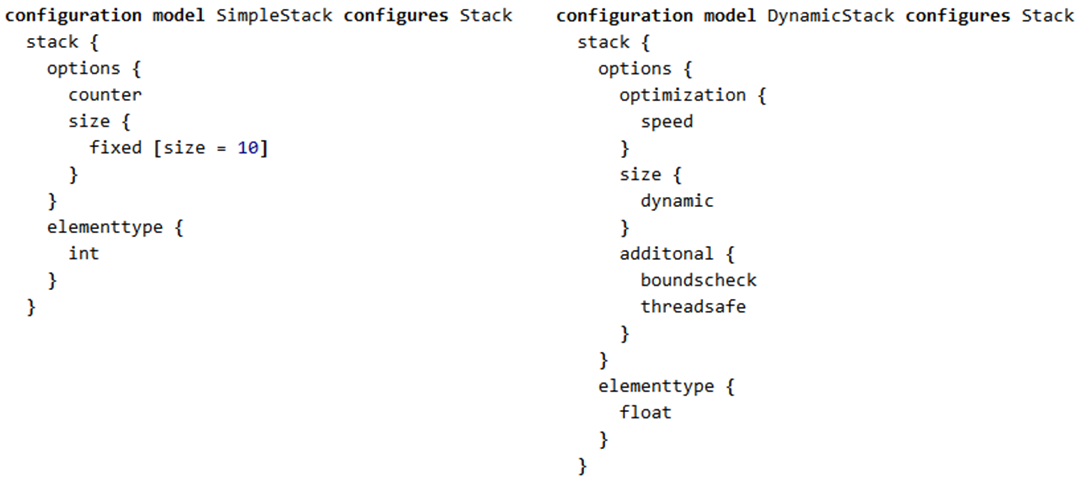 configuration model SimpleStack configures Stack
  stack {
    options {
      counter
      size {
        fixed [size = 10]
      }
    }
    elementtype {
      int
    }
  }
configuration model DynamicStack configures Stack
  stack {
    options {
      optimization {
        speed
      }
      size {
        dynamic
      }
      additonal {
        boundscheck
        threadsafe
      }
    }
    elementtype {
      float
    }
  }